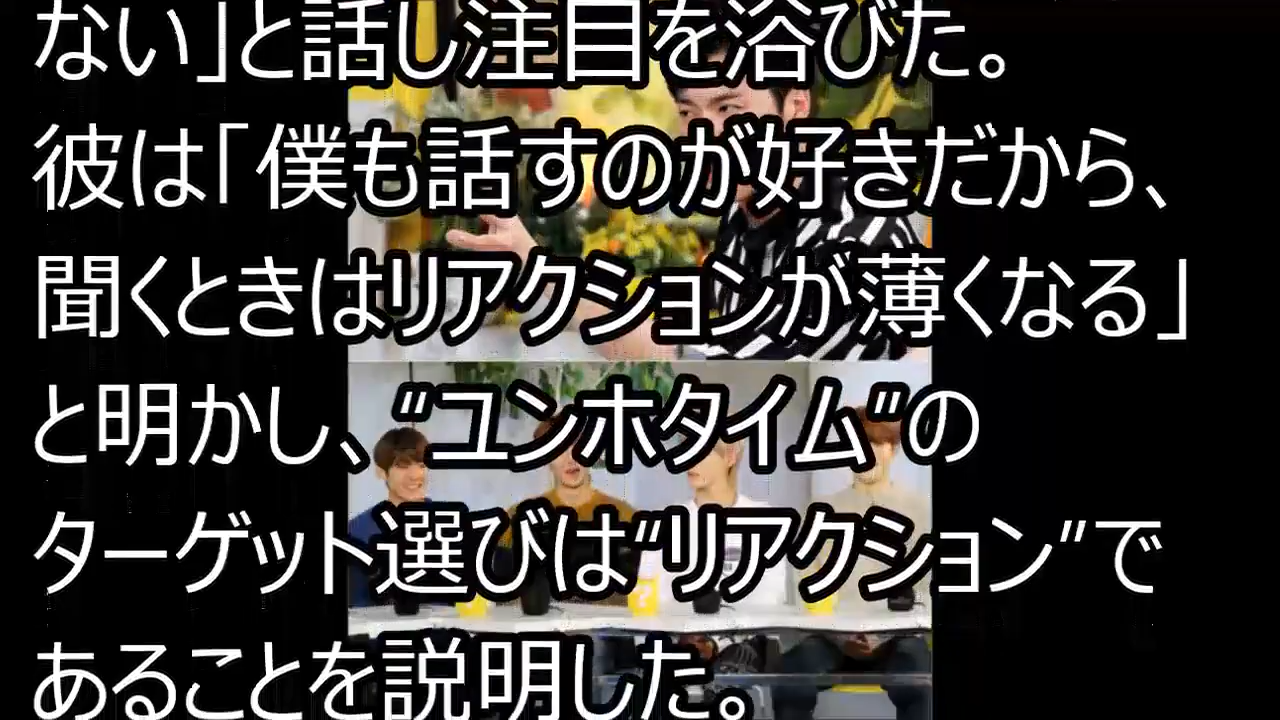 ない」と話し注目を浴びた。
彼は「僕も話すのが好きだから、
聞くときはリアクションが薄くなる」
と明かし、“ユンホタイム”の
ターゲット選びは“リアクション”で
あることを説明した。